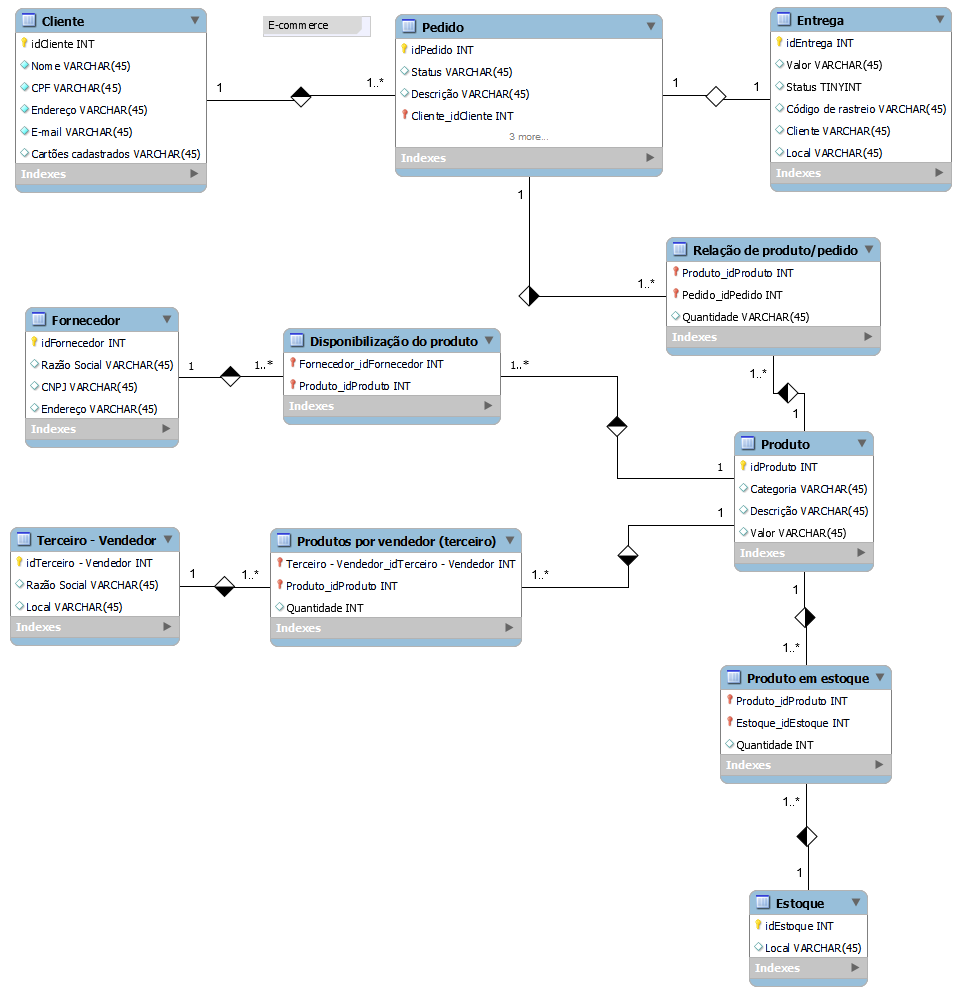 Cliente
idCliente INT
Nome VARCHAR(45)
CPF VARCHAR(45)
Endereço VARCHAR(45)
E-mail VARCHAR(45)
Cartões cadastrados VARCHAR(45)
Indexes
E-commerce
1
1..*
Pedido
idPedido INT
Status VARCHAR(45)
Descrição VARCHAR(45)
Cliente_idCliente INT
3 more...
Indexes
1
1
Entrega
idEntrega INT
Valor VARCHAR(45)
Status TINYINT
Código de rastreio VARCHAR(45)
Cliente VARCHAR(45)
Local VARCHAR(45)
Indexes
1
1..*
Relação de produto/pedido
Produto_idProduto INT
Pedido_idPedido INT
Quantidade VARCHAR(45)
Indexes
1..*
1
Fornecedor
idFornecedor INT
Razão Social VARCHAR(45)
CNPJ VARCHAR(45)
Endereço VARCHAR(45)
Indexes
1
1..*
Disponibilização do produto
Fornecedor_idFornecedor INT
Produto_idProduto INT
Indexes
1..*
1
Produto
idProduto INT
Categoria VARCHAR(45)
Descrição VARCHAR(45)
Valor VARCHAR(45)
Indexes
Terceiro - Vendedor
idTerceiro - Vendedor INT
Razão Social VARCHAR(45)
Local VARCHAR(45)
Indexes
1
1..*
Produtos por vendedor (terceiro)
Terceiro - Vendedor_idTerceiro - Vendedor INT
Produto_idProduto INT
Quantidade INT
Indexes
1..*
1
1
1..*
Produto em estoque
Produto_idProduto INT
Estoque_idEstoque INT
Quantidade INT
Indexes
1..*
1
Estoque
idEstoque INT
Local VARCHAR(45)
Indexes